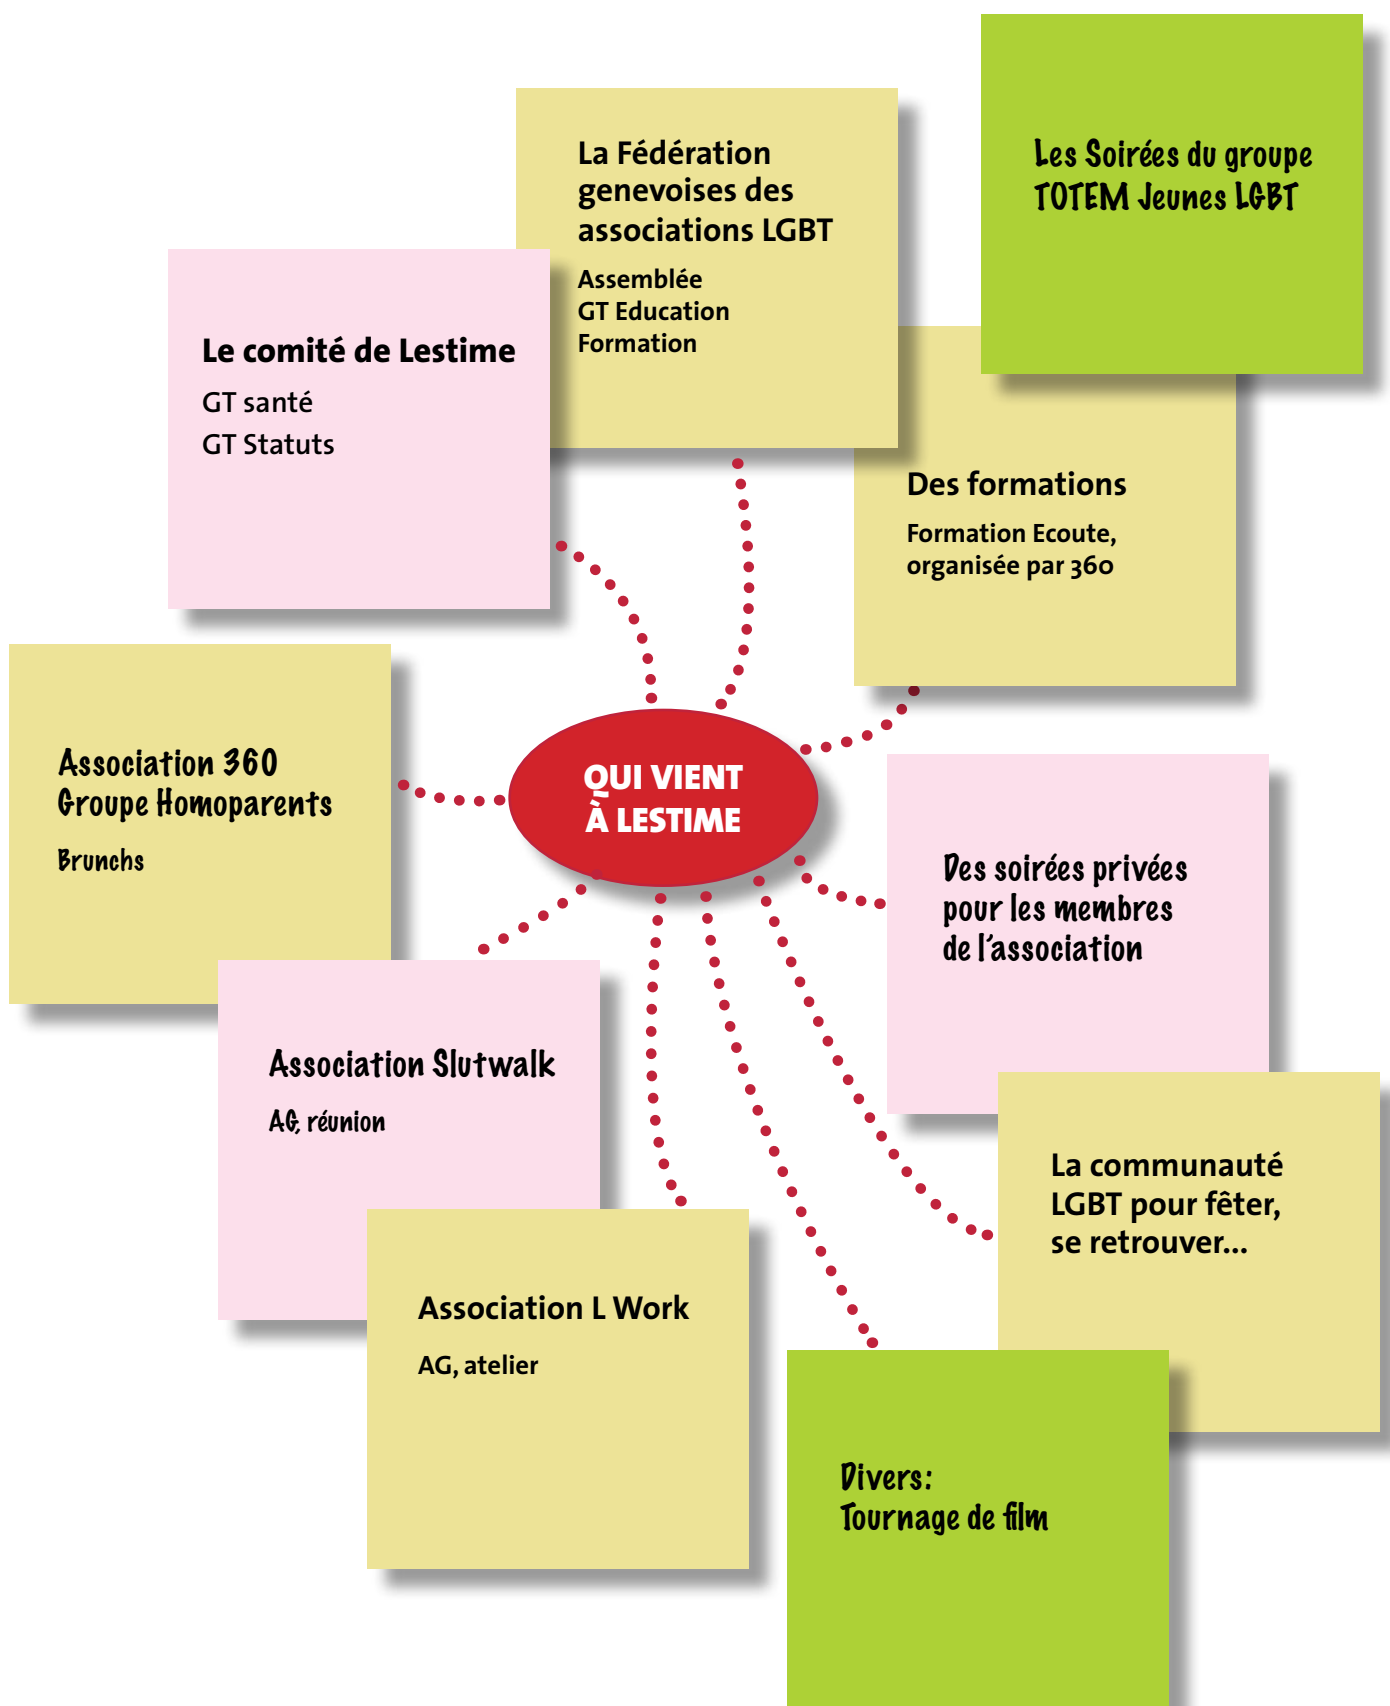 Les Soirées du groupe
TOTEM Jeunes LGBT
La Fédération
genevoises des
associations LGBT
Assemblée
GT Education
Formation
Le comité de Lestime
GT santé
GT Statuts
Des formations
Formation Ecoute,
organisée par 360
Association 360
Groupe Homoparents
Brunchs
QUI VIENT
À LESTIME
Des soirées privées
pour les membres
de l'association
Association Slutwalk
AG, réunion
La communauté
LGBT pour fêter,
se retrouver...
Association L Work
AG, atelier
Divers:
Tournage de film